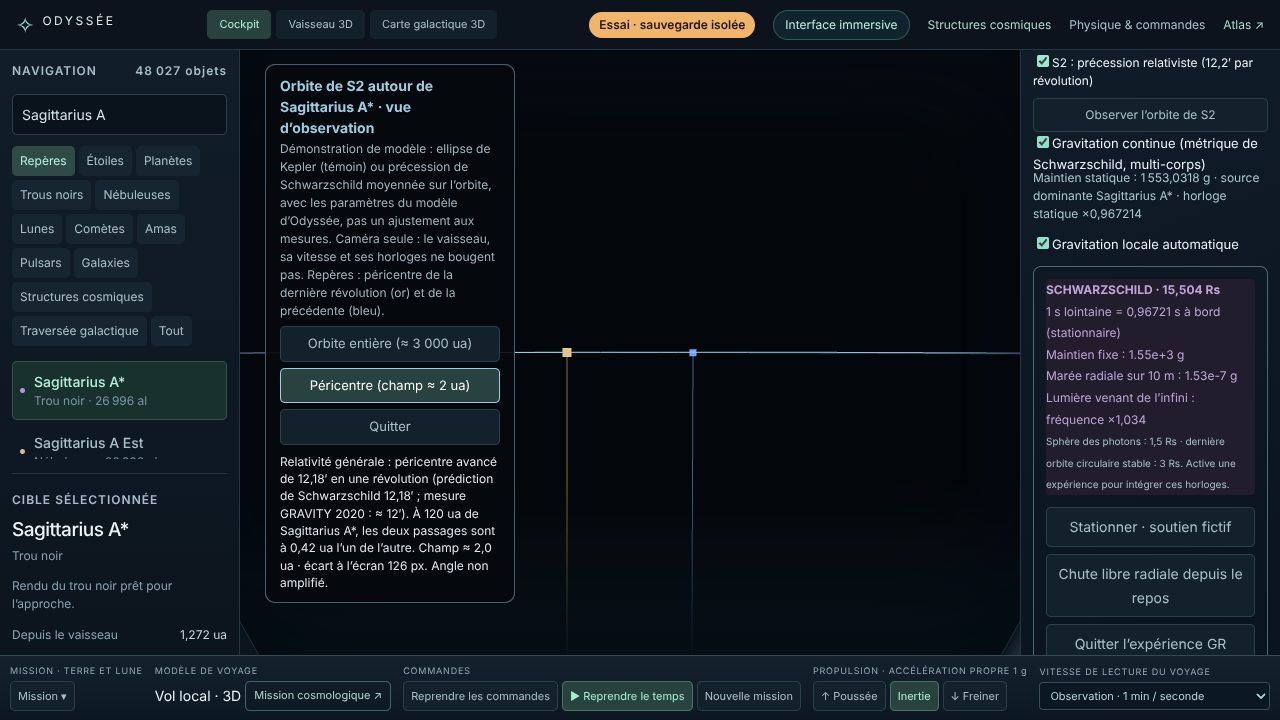 ODYSSÉE
Cockpit
Vaisseau 3D
Carte galactique 3D
Essai · sauvegarde isolée
Interface immersive
Structures cosmiques
Physique & commandes
Atlas ↗
NAVIGATION
48 027 objets
Sagittarius A
Repères
Étoiles
Planètes
Trous noirs
Nébuleuses
Lunes
Comètes
Amas
Pulsars
Galaxies
Structures cosmiques
Traversée galactique
Tout
Sagittarius A*
Trou noir · 26 996 al
Sagittarius A Est
CIBLE SÉLECTIONNÉE
Sagittarius A*
Trou noir
Rendu du trou noir prêt pour
l’approche.
Depuis le vaisseau
1,272 ua
Orbite de S2 autour de
Sagittarius A* · vue
d’observation
Démonstration de modèle : ellipse de
Kepler (témoin) ou précession de
Schwarzschild moyennée sur l’orbite,
avec les paramètres du modèle
d’Odyssée, pas un ajustement aux
mesures. Caméra seule : le vaisseau,
sa vitesse et ses horloges ne bougent
pas. Repères : péricentre de la
dernière révolution (or) et de la
précédente (bleu).
Orbite entière (≈ 3 000 ua)
Péricentre (champ ≈ 2 ua)
Quitter
Relativité générale : péricentre avancé
de 12,18′ en une révolution (prédiction
de Schwarzschild 12,18′ ; mesure
GRAVITY 2020 : ≈ 12′). À 120 ua de
Sagittarius A*, les deux passages sont
à 0,42 ua l’un de l’autre. Champ ≈ 2,0
ua · écart à l’écran 126 px. Angle non
amplifié.
S2 : précession relativiste (12,2′ par
révolution)
Observer l’orbite de S2
Gravitation continue (métrique de
Schwarzschild, multi-corps)
Maintien statique : 1 553,0318 g · source
dominante Sagittarius A* · horloge
statique ×0,967214
Gravitation locale automatique
SCHWARZSCHILD · 15,504 Rs
1 s lointaine = 0,96721 s à bord
(stationnaire)
Maintien fixe : 1.55e+3 g
Marée radiale sur 10 m : 1.53e-7 g
Lumière venant de l’infini :
fréquence ×1,034
Sphère des photons : 1,5 Rs · dernière
orbite circulaire stable : 3 Rs. Active une
expérience pour intégrer ces horloges.
Stationner · soutien fictif
Chute libre radiale depuis le
repos
Quitter l’expérience GR
MISSION · TERRE ET LUNE
Mission ▾
MODÈLE DE VOYAGE
Vol local · 3D
Mission cosmologique ↗
COMMANDES
Reprendre les commandes
▶ Reprendre le temps
Nouvelle mission
PROPULSION · ACCÉLÉRATION PROPRE 1 g
↑ Poussée
Inertie
↓ Freiner
VITESSE DE LECTURE DU VOYAGE
Observation · 1 min / seconde